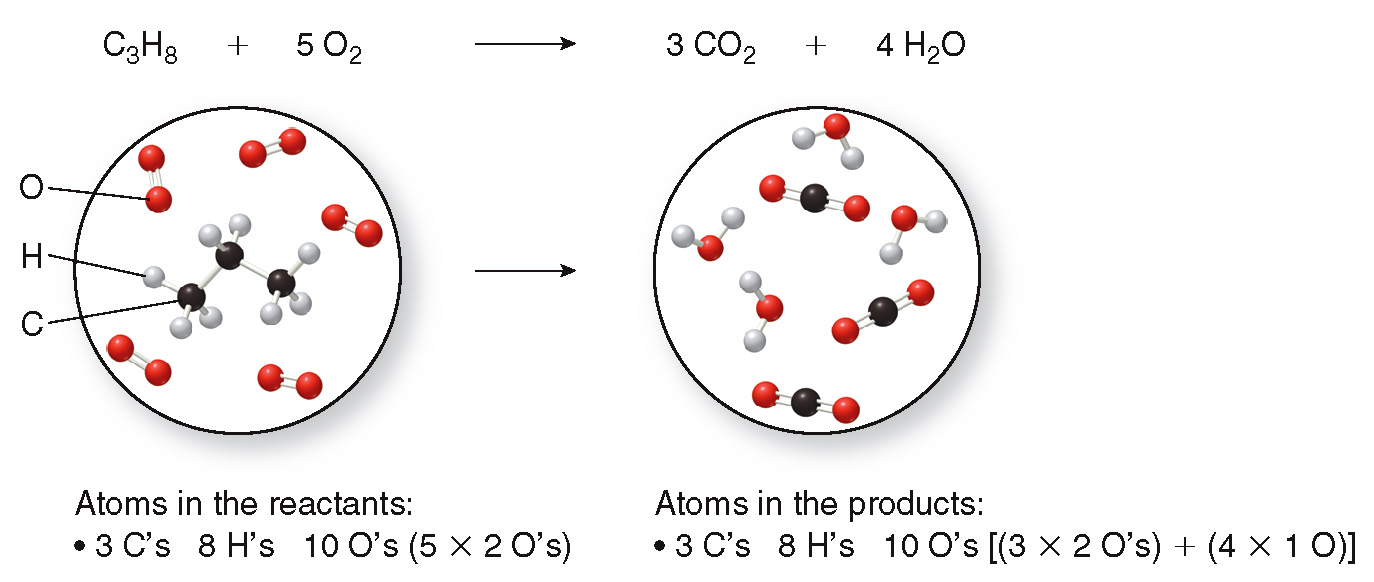 C₃H₈ + 5 O₂ → 3 CO₂ + 4 H₂O
O
H
C
Atoms in the reactants:
• 3 C's 8 H's 10 O's (5 × 2 O's)
Atoms in the products:
• 3 C's 8 H's 10 O's [(3 × 2 O's) + (4 × 1 O)]